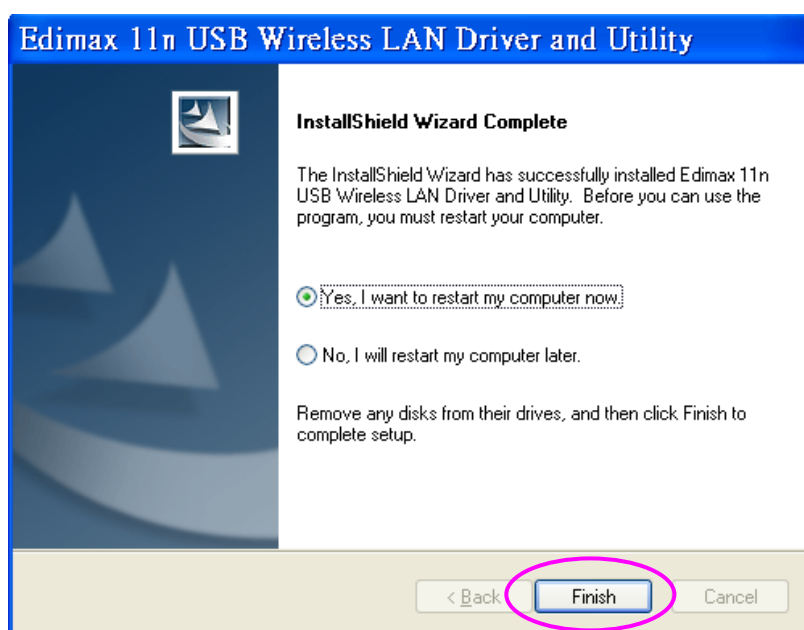 Edimax 11n USB Wireless LAN Driver and Utility
InstallShield Wizard Complete
The InstallShield Wizard has successfully installed Edimax 11n
USB Wireless LAN Driver and Utility.  Before you can use the
program, you must restart your computer.
Yes, I want to restart my computer now.
No, I will restart my computer later.
Remove any disks from their drives, and then click Finish to
complete setup.
< Back Finish Cancel